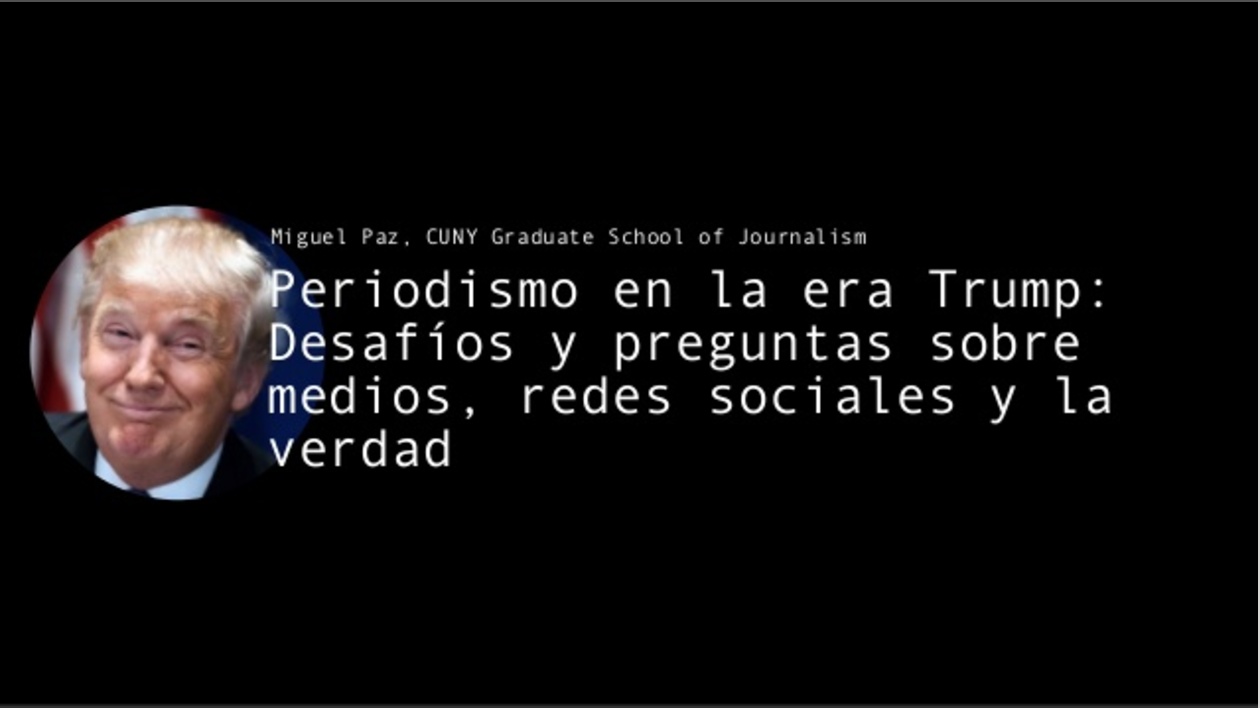 Miguel Paz, CUNY Graduate School of Journalism
Periodismo en la era Trump:
Desafíos y preguntas sobre
medios, redes sociales y la
verdad